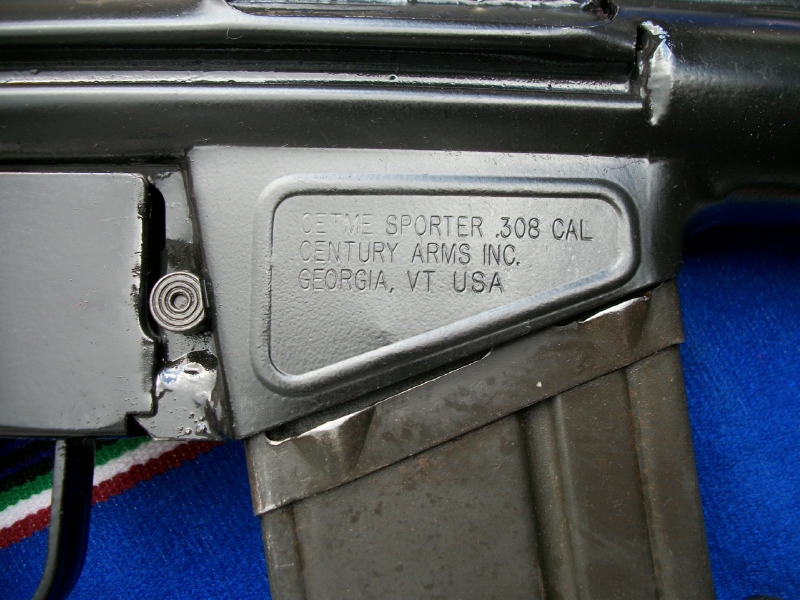 CETME SPORTER .308 CAL
CENTURY ARMS INC.
GEORGIA, VT USA